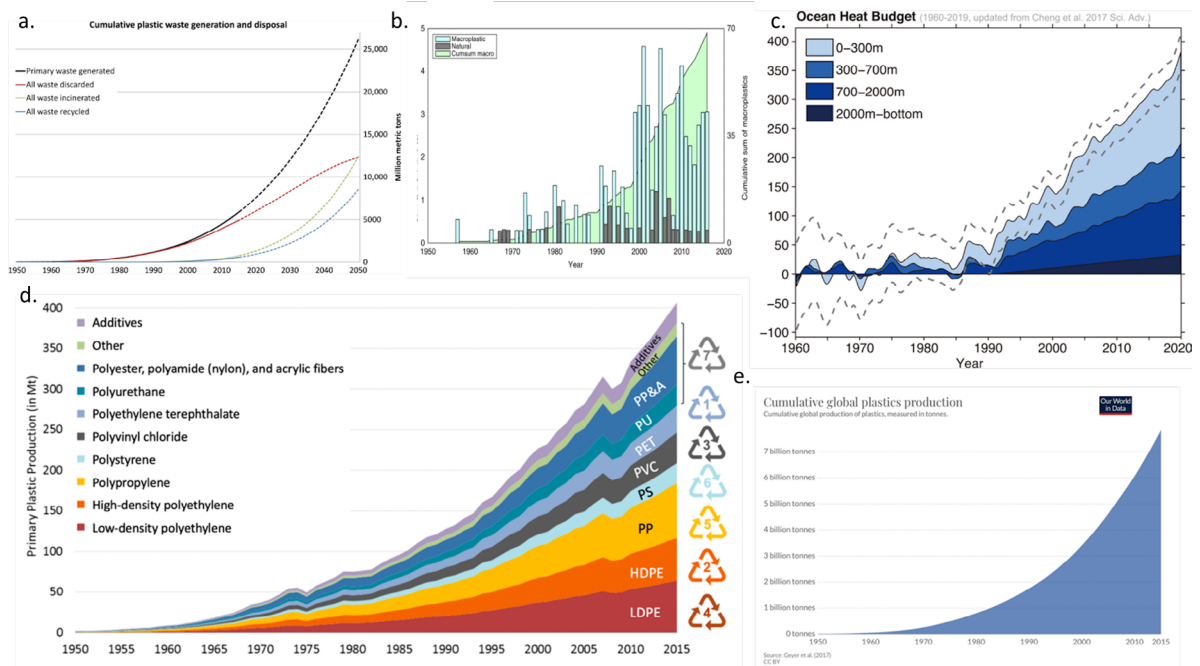 a.
Cumulative plastic waste generation and disposal
Primary waste generated
All waste discarded
All waste incinerated
All waste recycled
25,000
20,000
15,000
10,000
5000
0
Million metric tons
1950 1960 1970 1980 1990 2000 2010 2020 2030 2040 2050
b.
Macroplastic
Natural
Cumsum macro
5
4
3
2
1
0
70
35
0
Cumulative sum of macroplastics
1950 1960 1970 1980 1990 2000 2010 2020
Year
c.
Ocean Heat Budget (1960-2019, updated from Cheng et al. 2017 Sci. Adv.)
0-300m
300-700m
700-2000m
2000m-bottom
400
350
300
250
200
150
100
50
0
-50
-100
1960 1970 1980 1990 2000 2010 2020
Year
d.
Primary Plastic Production (in Mt)
400
350
300
250
200
150
100
50
0
Additives
Other
Polyester, polyamide (nylon), and acrylic fibers
Polyurethane
Polyethylene terephthalate
Polyvinyl chloride
Polystyrene
Polypropylene
High-density polyethylene
Low-density polyethylene
Additives
Other
PP&A
PU
PET
PVC
PS
PP
HDPE
LDPE
7
1
3
6
5
2
4
1950 1955 1960 1965 1970 1975 1980 1985 1990 1995 2000 2005 2010 2015
e.
Cumulative global plastics production
Cumulative global production of plastics, measured in tonnes.
Our World
in Data
7 billion tonnes
6 billion tonnes
5 billion tonnes
4 billion tonnes
3 billion tonnes
2 billion tonnes
1 billion tonnes
0 tonnes
1950 1960 1970 1980 1990 2000 2010 2015
Source: Geyer et al. (2017)
CC BY